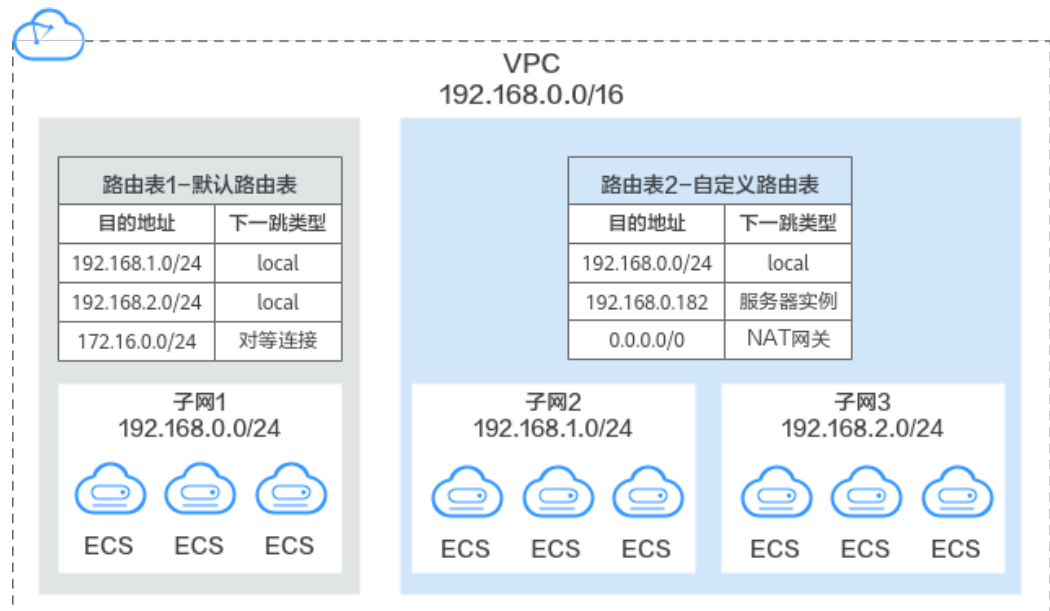 VPC
192.168.0.0/16
路由表1-默认路由表
目的地址 下一跳类型
192.168.1.0/24 local
192.168.2.0/24 local
172.16.0.0/24 对等连接
子网1
192.168.0.0/24
ECS ECS ECS
路由表2-自定义路由表
目的地址 下一跳类型
192.168.0.0/24 local
192.168.0.182 服务器实例
0.0.0.0/0 NAT网关
子网2
192.168.1.0/24
ECS ECS ECS
子网3
192.168.2.0/24
ECS ECS ECS